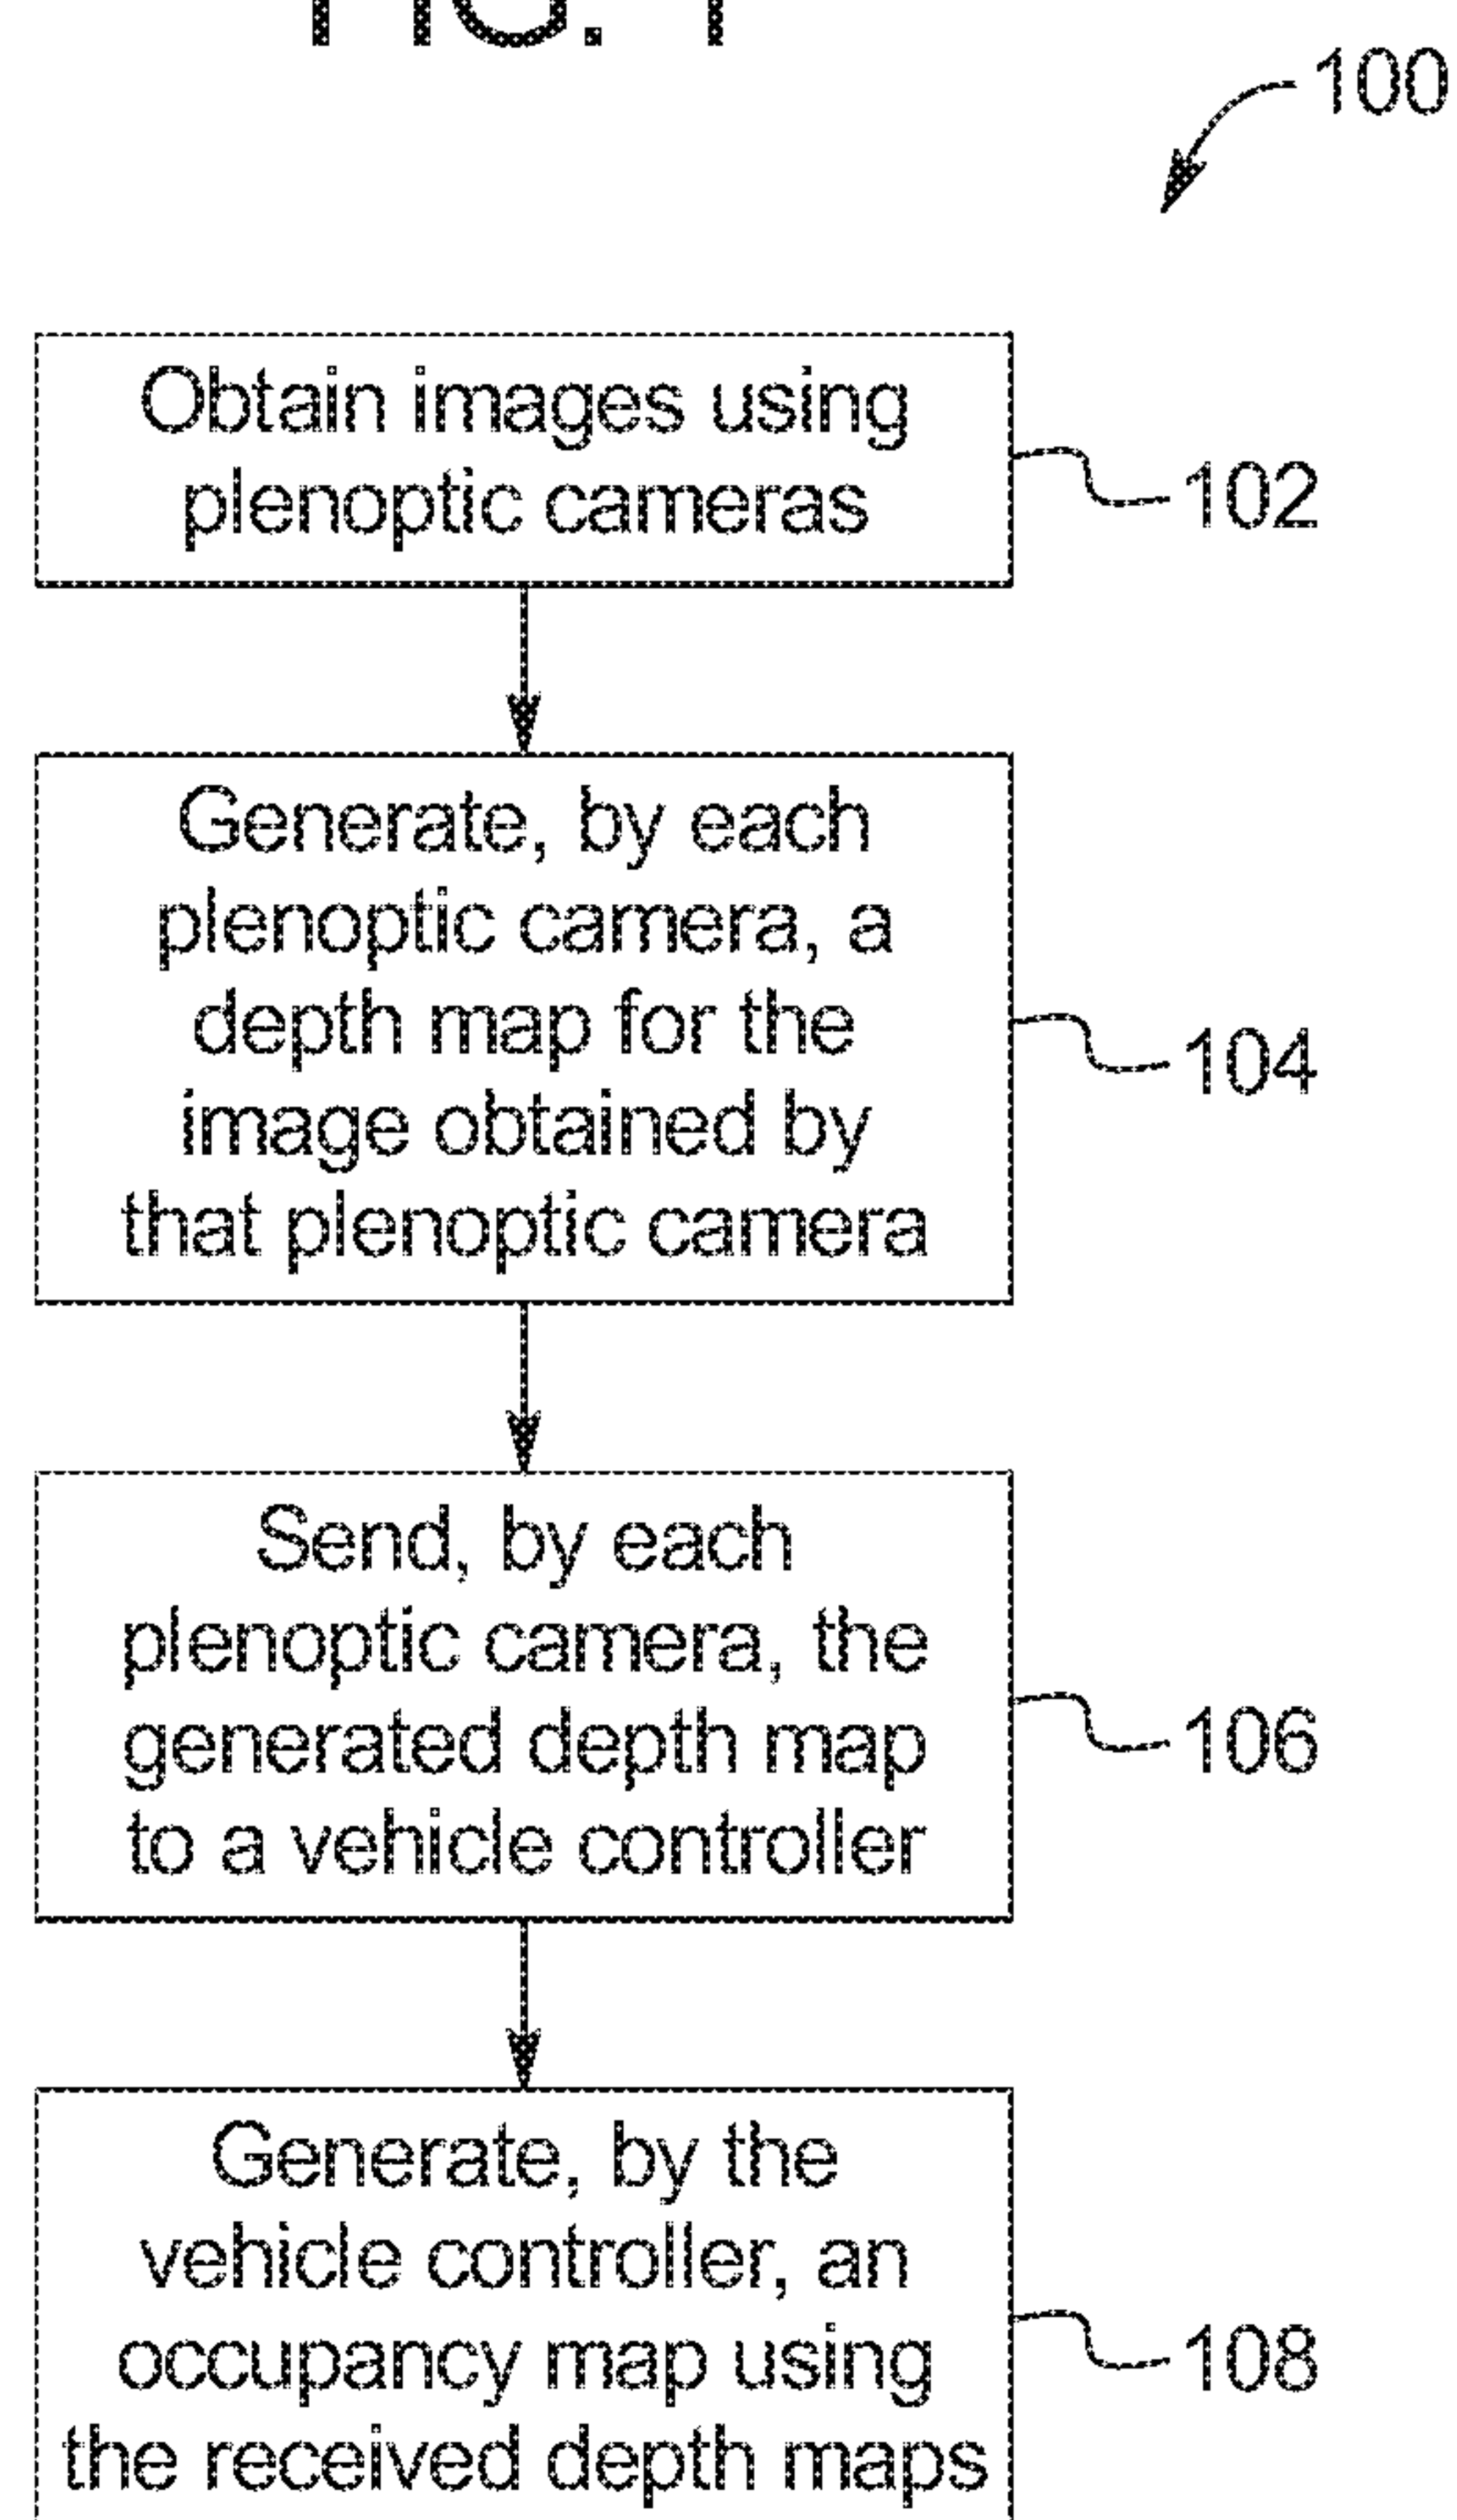 FIG. 1
100
Obtain images using
plenoptic cameras
102
Generate, by each
plenoptic camera, a
depth map for the
image obtained by
that plenoptic camera
104
Send, by each
plenoptic camera, the
generated depth map
to a vehicle controller
106
Generate, by the
vehicle controller, an
occupancy map using
the received depth maps
108